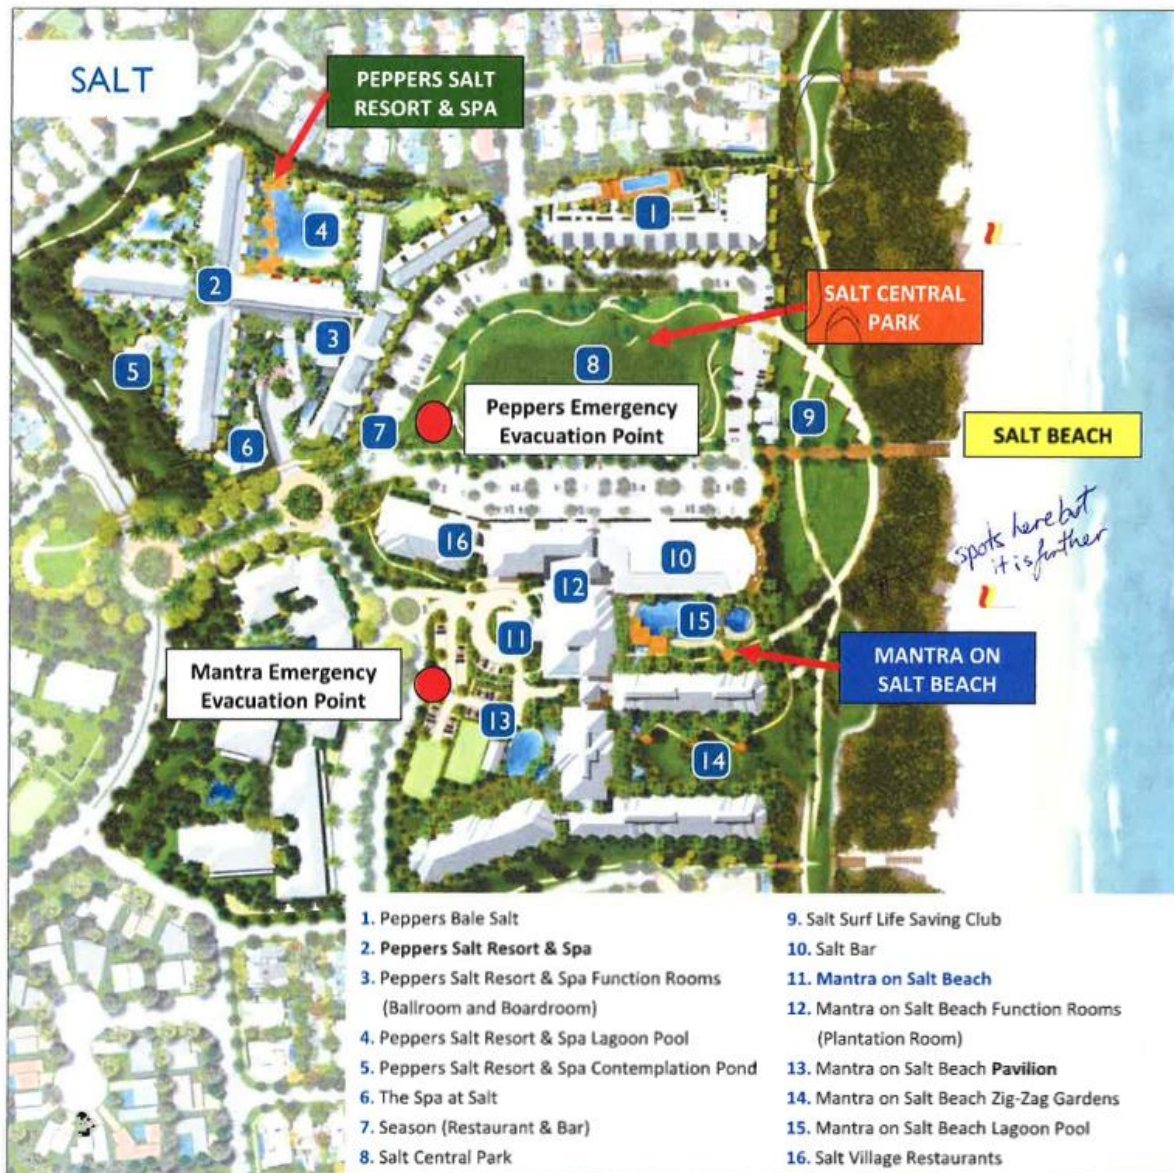 SALT
PEPPERS SALT
RESORT & SPA
1
4
2
SALT CENTRAL
PARK
3
8
5
9
Peppers Emergency
Evacuation Point
7
SALT BEACH
6
spots here but
it is further
16
10
12
15
11
MANTRA ON
SALT BEACH
Mantra Emergency
Evacuation Point
13
14
1. Peppers Bale Salt
2. Peppers Salt Resort & Spa
3. Peppers Salt Resort & Spa Function Rooms
(Ballroom and Boardroom)
4. Peppers Salt Resort & Spa Lagoon Pool
5. Peppers Salt Resort & Spa Contemplation Pond
6. The Spa at Salt
7. Season (Restaurant & Bar)
8. Salt Central Park
9. Salt Surf Life Saving Club
10. Salt Bar
11. Mantra on Salt Beach
12. Mantra on Salt Beach Function Rooms
(Plantation Room)
13. Mantra on Salt Beach Pavilion
14. Mantra on Salt Beach Zig-Zag Gardens
15. Mantra on Salt Beach Lagoon Pool
16. Salt Village Restaurants